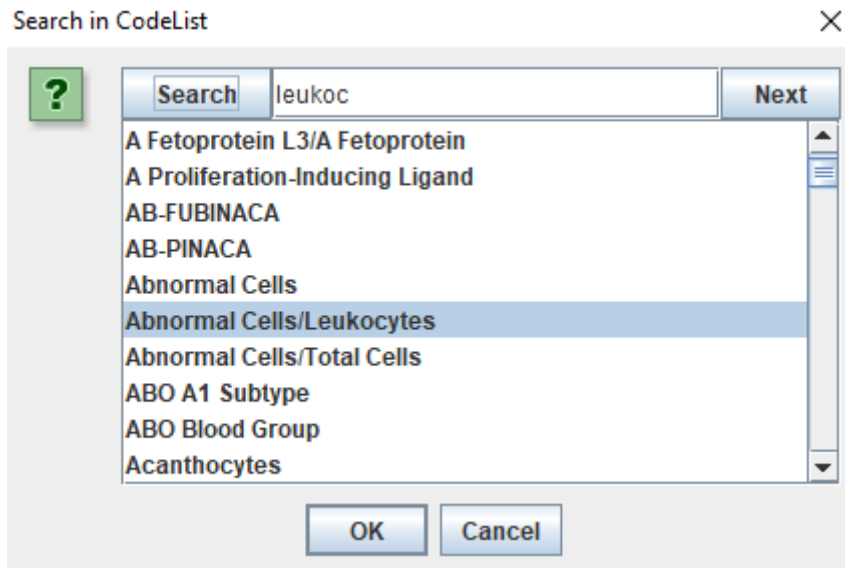 Search in CodeList
?
Search leukoc Next
A Fetoprotein L3/A Fetoprotein
A Proliferation-Inducing Ligand
AB-FUBINACA
AB-PINACA
Abnormal Cells
Abnormal Cells/Leukocytes
Abnormal Cells/Total Cells
ABO A1 Subtype
ABO Blood Group
Acanthocytes
OK Cancel